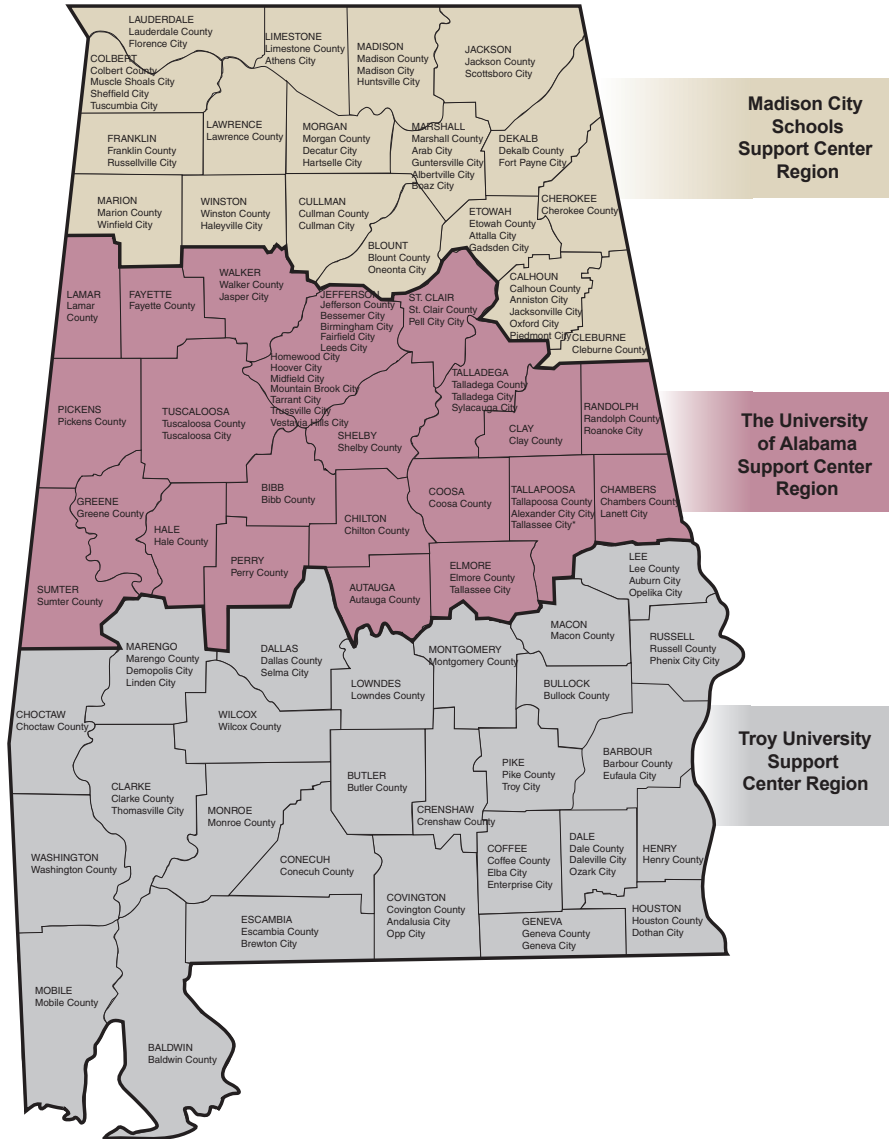 LAUDERDALE
Lauderdale County
Florence City
LIMESTONE
Limestone County
Athens City
MADISON
Madison County
Madison City
Huntsville City
JACKSON
Jackson County
Scottsboro City
COLBERT
Colbert County
Muscle Shoals City
Sheffield City
Tuscumbia City
FRANKLIN
Franklin County
Russellville City
LAWRENCE
Lawrence County
MORGAN
Morgan County
Decatur City
Hartselle City
MARSHALL
Marshall County
Arab City
Guntersville City
Albertville City
Boaz City
DEKALB
Dekalb County
Fort Payne City
Madison City
Schools
Support Center
Region
MARION
Marion County
Winfield City
WINSTON
Winston County
Haleyville City
CULLMAN
Cullman County
Cullman City
BLOUNT
Blount County
Oneonta City
ETOWAH
Etowah County
Attalla City
Gadsden City
CHEROKEE
Cherokee County
CALHOUN
Calhoun County
Anniston City
Jacksonville City
Oxford City
Piedmont City
CLEBURNE
Cleburne County
LAMAR
Lamar
County
FAYETTE
Fayette County
WALKER
Walker County
Jasper City
JEFFERSON
Jefferson County
Bessemer City
Birmingham City
Fairfield City
Leeds City
Homewood City
Hoover City
Midfield City
Mountain Brook City
Tarrant City
Trussville City
Vestavia Hills City
ST. CLAIR
St. Clair County
Pell City City
TALLADEGA
Talladega County
Talladega City
Sylacauga City
CLAY
Clay County
RANDOLPH
Randolph County
Roanoke City
The University
of Alabama
Support Center
Region
PICKENS
Pickens County
TUSCALOOSA
Tuscaloosa County
Tuscaloosa City
SHELBY
Shelby County
GREENE
Greene County
HALE
Hale County
BIBB
Bibb County
CHILTON
Chilton County
COOSA
Coosa County
TALLAPOOSA
Tallapoosa County
Alexander City City
Tallassee City*
CHAMBERS
Chambers County
Lanett City
SUMTER
Sumter County
PERRY
Perry County
AUTAUGA
Autauga County
ELMORE
Elmore County
Tallassee City
LEE
Lee County
Auburn City
Opelika City
MARENGO
Marengo County
Demopolis City
Linden City
DALLAS
Dallas County
Selma City
LOWNDES
Lowndes County
MONTGOMERY
Montgomery County
MACON
Macon County
RUSSELL
Russell County
Phenix City City
BULLOCK
Bullock County
CHOCTAW
Choctaw County
WILCOX
Wilcox County
CLARKE
Clarke County
Thomasville City
MONROE
Monroe County
BUTLER
Butler County
CRENSHAW
Crenshaw County
PIKE
Pike County
Troy City
BARBOUR
Barbour County
Eufaula City
Troy University
Support
Center Region
WASHINGTON
Washington County
CONECUH
Conecuh County
COFFEE
Coffee County
Elba City
Enterprise City
DALE
Dale County
Daleville City
Ozark City
HENRY
Henry County
ESCAMBIA
Escambia County
Brewton City
COVINGTON
Covington County
Andalusia City
Opp City
GENEVA
Geneva County
Geneva City
HOUSTON
Houston County
Dothan City
MOBILE
Mobile County
BALDWIN
Baldwin County